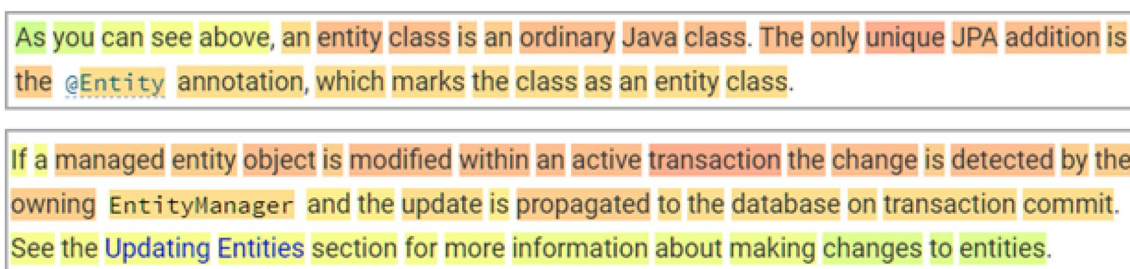 As you can see above, an entity class is an ordinary Java class. The only unique JPA addition is
the @Entity annotation, which marks the class as an entity class.
If a managed entity object is modified within an active transaction the change is detected by the
owning EntityManager and the update is propagated to the database on transaction commit.
See the Updating Entities section for more information about making changes to entities.